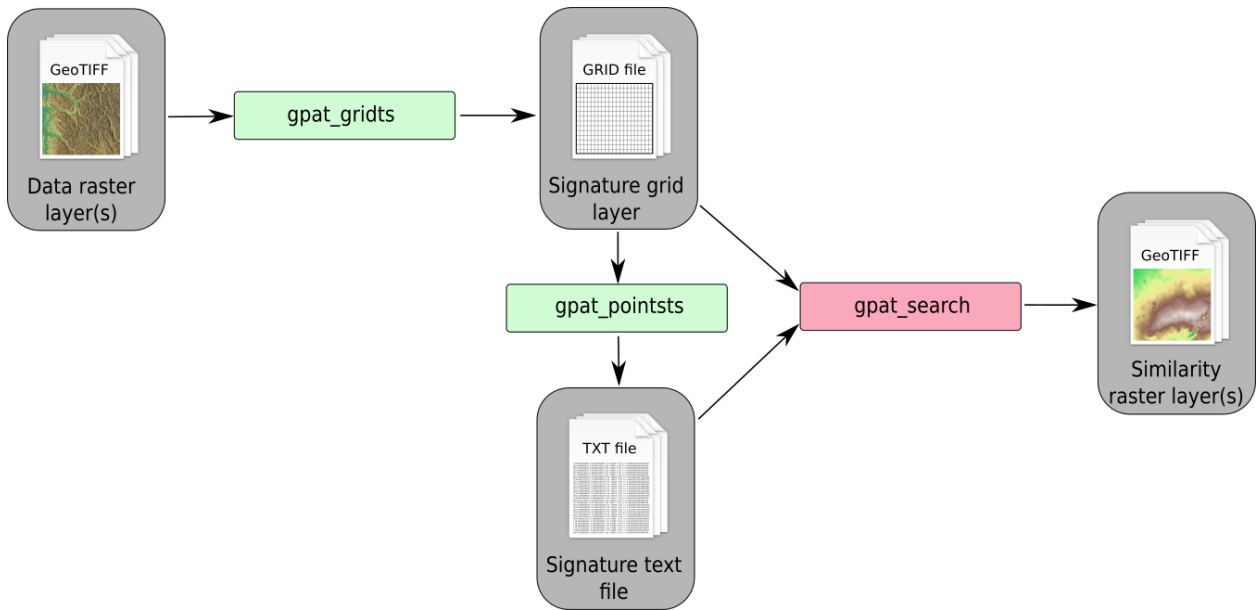 GeoTIFF
Data raster
layer(s)
gpat_gridts
GRID file
Signature grid
layer
gpat_pointsts
TXT file
Signature text
file
gpat_search
GeoTIFF
Similarity
raster layer(s)